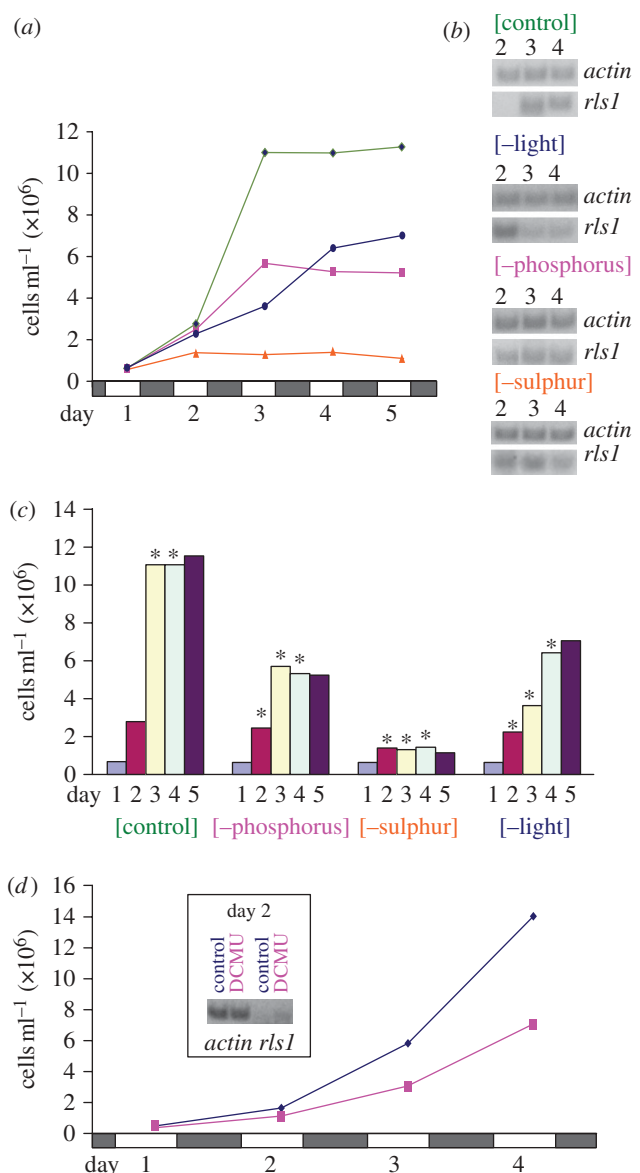 (a)
cells ml⁻¹ (×10⁶)
12
10
8
6
4
2
0
day 1 2 3 4 5
(b)
[control]
2 3 4
actin
rls1
[–light]
2 3 4
actin
rls1
[–phosphorus]
2 3 4
actin
rls1
[–sulphur]
2 3 4
actin
rls1
(c)
cells ml⁻¹ (×10⁶)
14
12
10
8
6
4
2
0
* *
* * *
* * *
* * *
day 1 2 3 4 5 1 2 3 4 5 1 2 3 4 5 1 2 3 4 5
[control] [–phosphorus] [–sulphur] [–light]
(d)
cells ml⁻¹ (×10⁶)
16
14
12
10
8
6
4
2
0
day 2
control
DCMU
control
DCMU
actin rls1
day 1 2 3 4